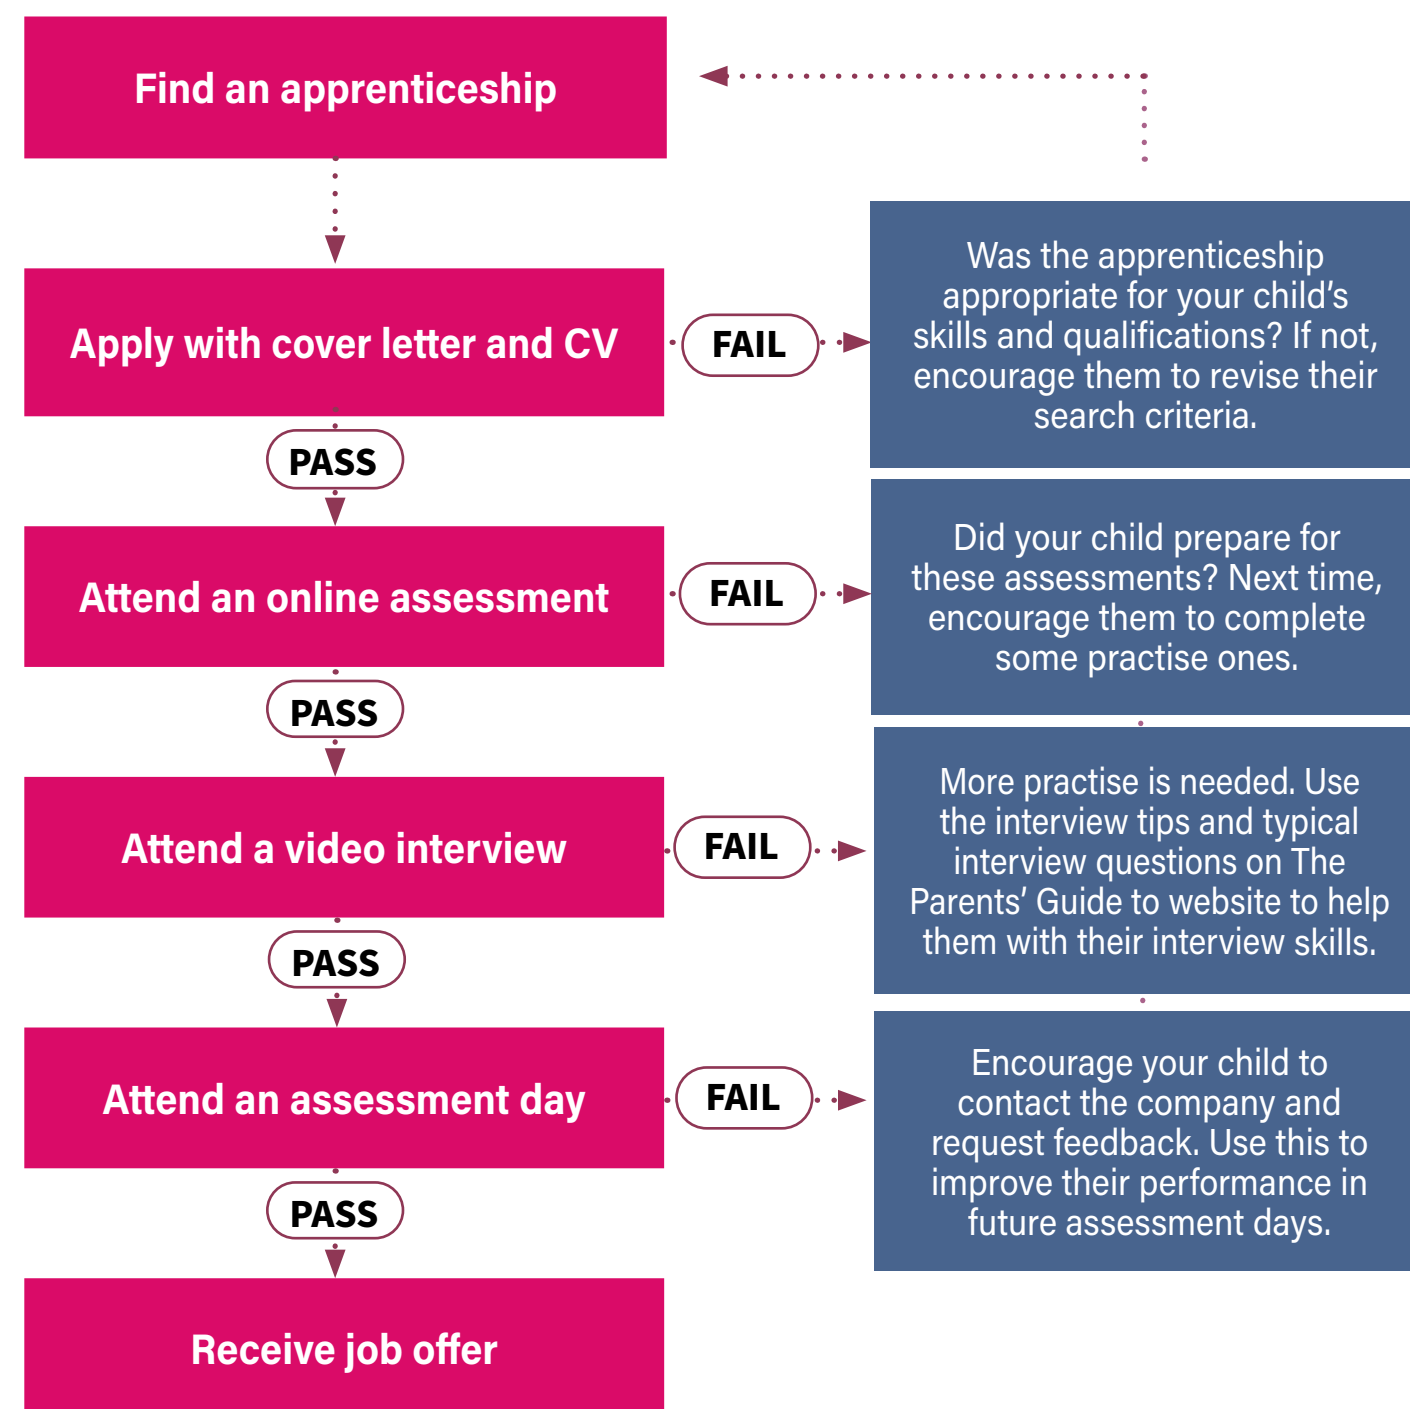 Find an apprenticeship
Apply with cover letter and CV
FAIL
Was the apprenticeship
appropriate for your child's
skills and qualifications? If not,
encourage them to revise their
search criteria.
PASS
Attend an online assessment
FAIL
Did your child prepare for
these assessments? Next time,
encourage them to complete
some practise ones.
PASS
Attend a video interview
FAIL
More practise is needed. Use
the interview tips and typical
interview questions on The
Parents' Guide to website to help
them with their interview skills.
PASS
Attend an assessment day
FAIL
Encourage your child to
contact the company and
request feedback. Use this to
improve their performance in
future assessment days.
PASS
Receive job offer